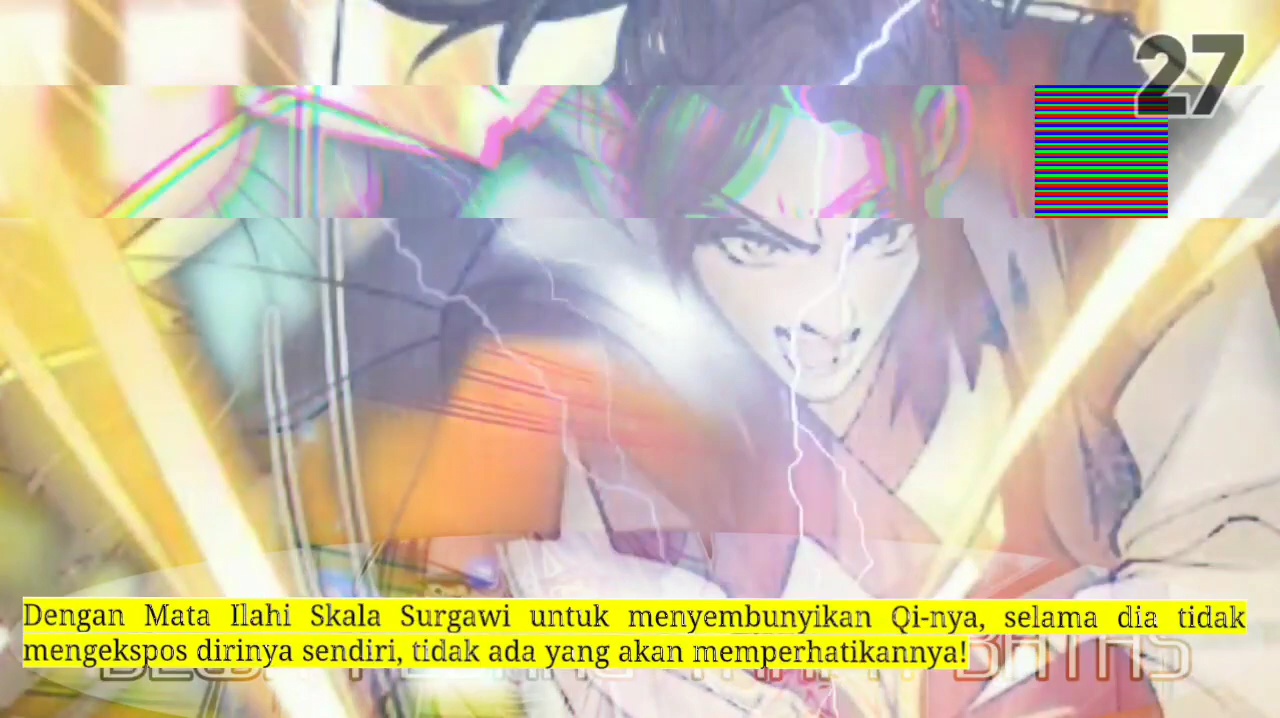 27
Dengan Mata Ilahi Skala Surgawi untuk menyembunyikan Qi-nya, selama dia tidak
mengekspos dirinya sendiri, tidak ada yang akan memperhatikannya!